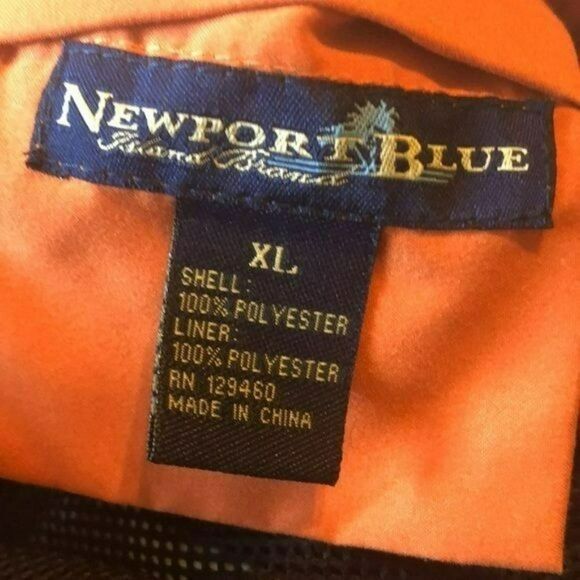 NEWPORT BLUE
Island Brand
XL
SHELL:
100% POLYESTER
LINER:
100% POLYESTER
RN 129460
MADE IN CHINA